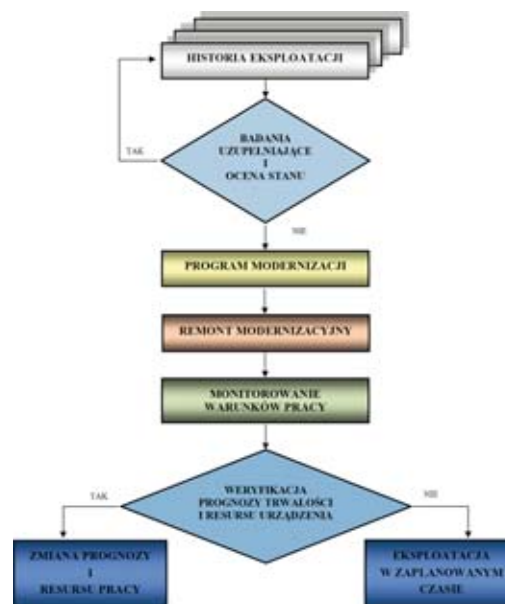 HISTORIA EKSPLOATACJI
BADANIA
UZUPEŁNIAJĄCE
I
OCENA STANU
TAK
NIE
PROGRAM MODERNIZACJI
REMONT MODERNIZACYJNY
MONITOROWANIE
WARUNKÓW PRACY
WERYFIKACJA
PROGNOZY TRWAŁOŚCI
I RESURSU URZĄDZENIA
TAK
NIE
ZMIANA PROGNOZY
I
RESURSU PRACY
EKSPLOATACJA
W ZAPLANOWANYM
CZASIE